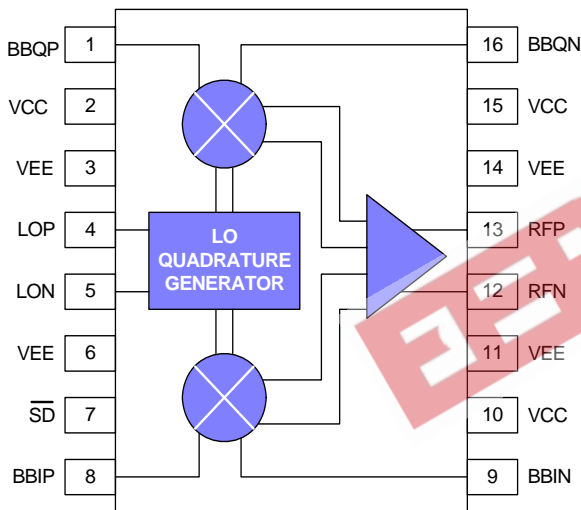 BBQP 1
VCC 2
VEE 3
LOP 4
LON 5
VEE 6
S̅D̅ 7
BBIP 8
LO
QUADRATURE
GENERATOR
16 BBQN
15 VCC
14 VEE
13 RFP
12 RFN
11 VEE
10 VCC
9 BBIN